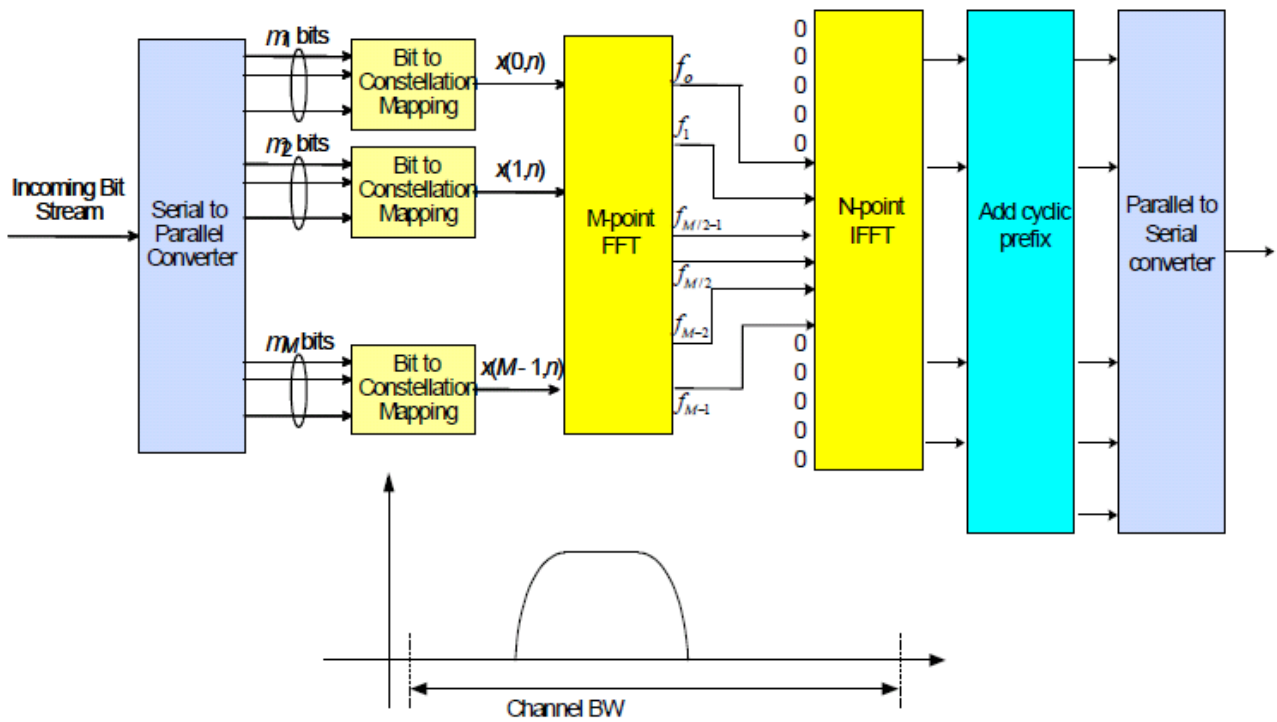 m1 bits
Bit to
Constellation
Mapping
x(0,n)
m2 bits
Bit to
Constellation
Mapping
x(1,n)
Incoming Bit
Stream
Serial to
Parallel
Converter
mM bits
Bit to
Constellation
Mapping
x(M- 1,n)
M-point
FFT
fo
f1
fM/2-1
fM/2
fM-2
fM-1
0
0
0
0
0
0
0
0
0
0
N-point
IFFT
Add cyclic
prefix
Parallel to
Serial
converter
Channel BW